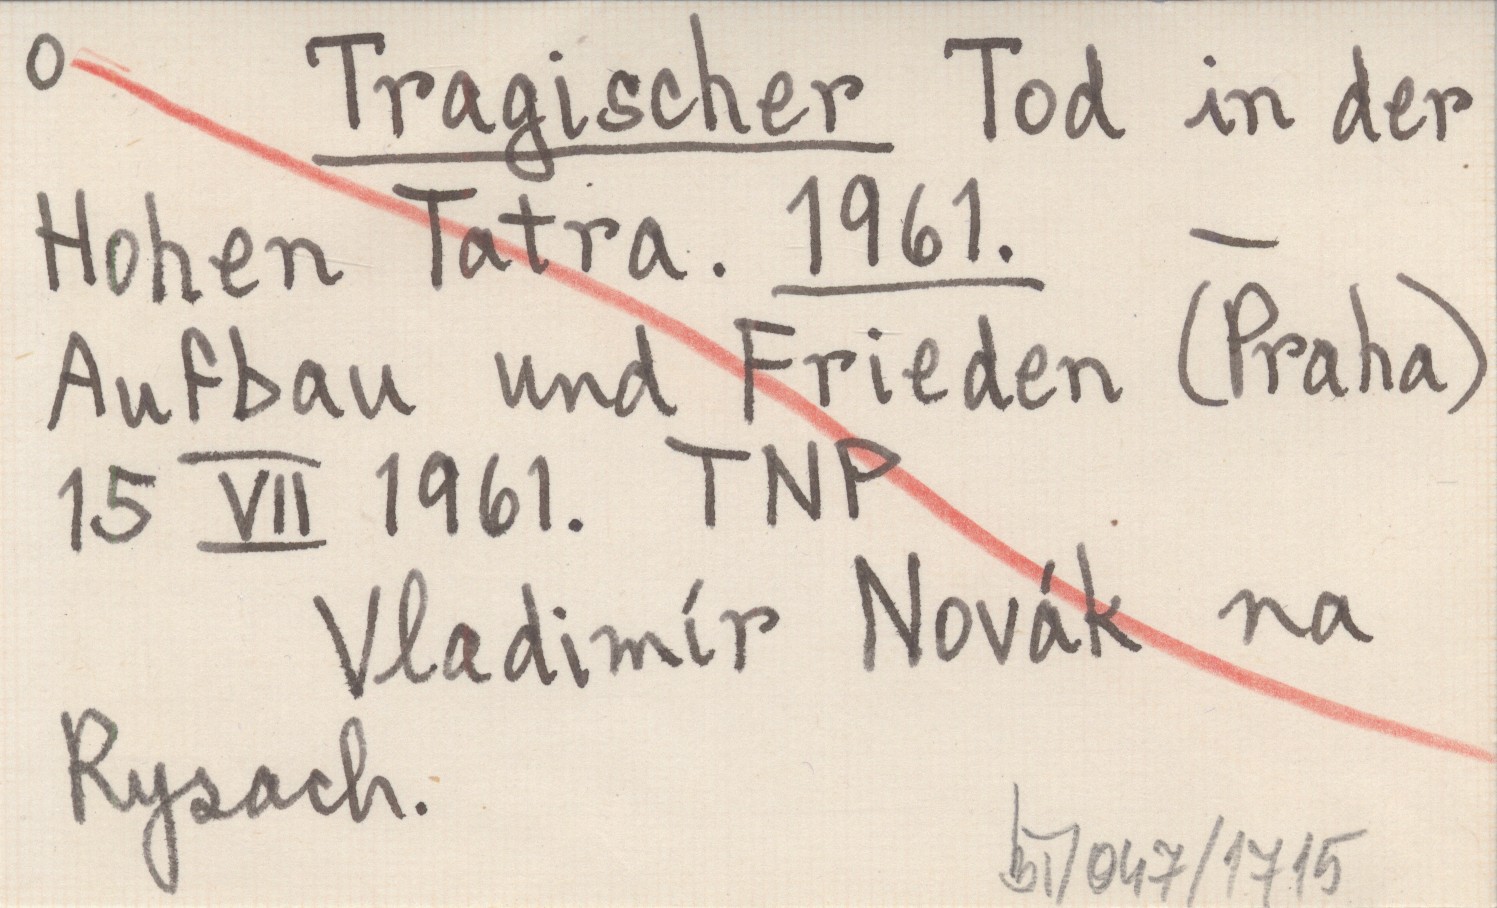 o Tragischer Tod in der
Hohen Tatra. 1961. —
Aufbau und Frieden (Praha)
15 VII 1961. TNP
Vladimír Novák na
Rysach.
/047/1715